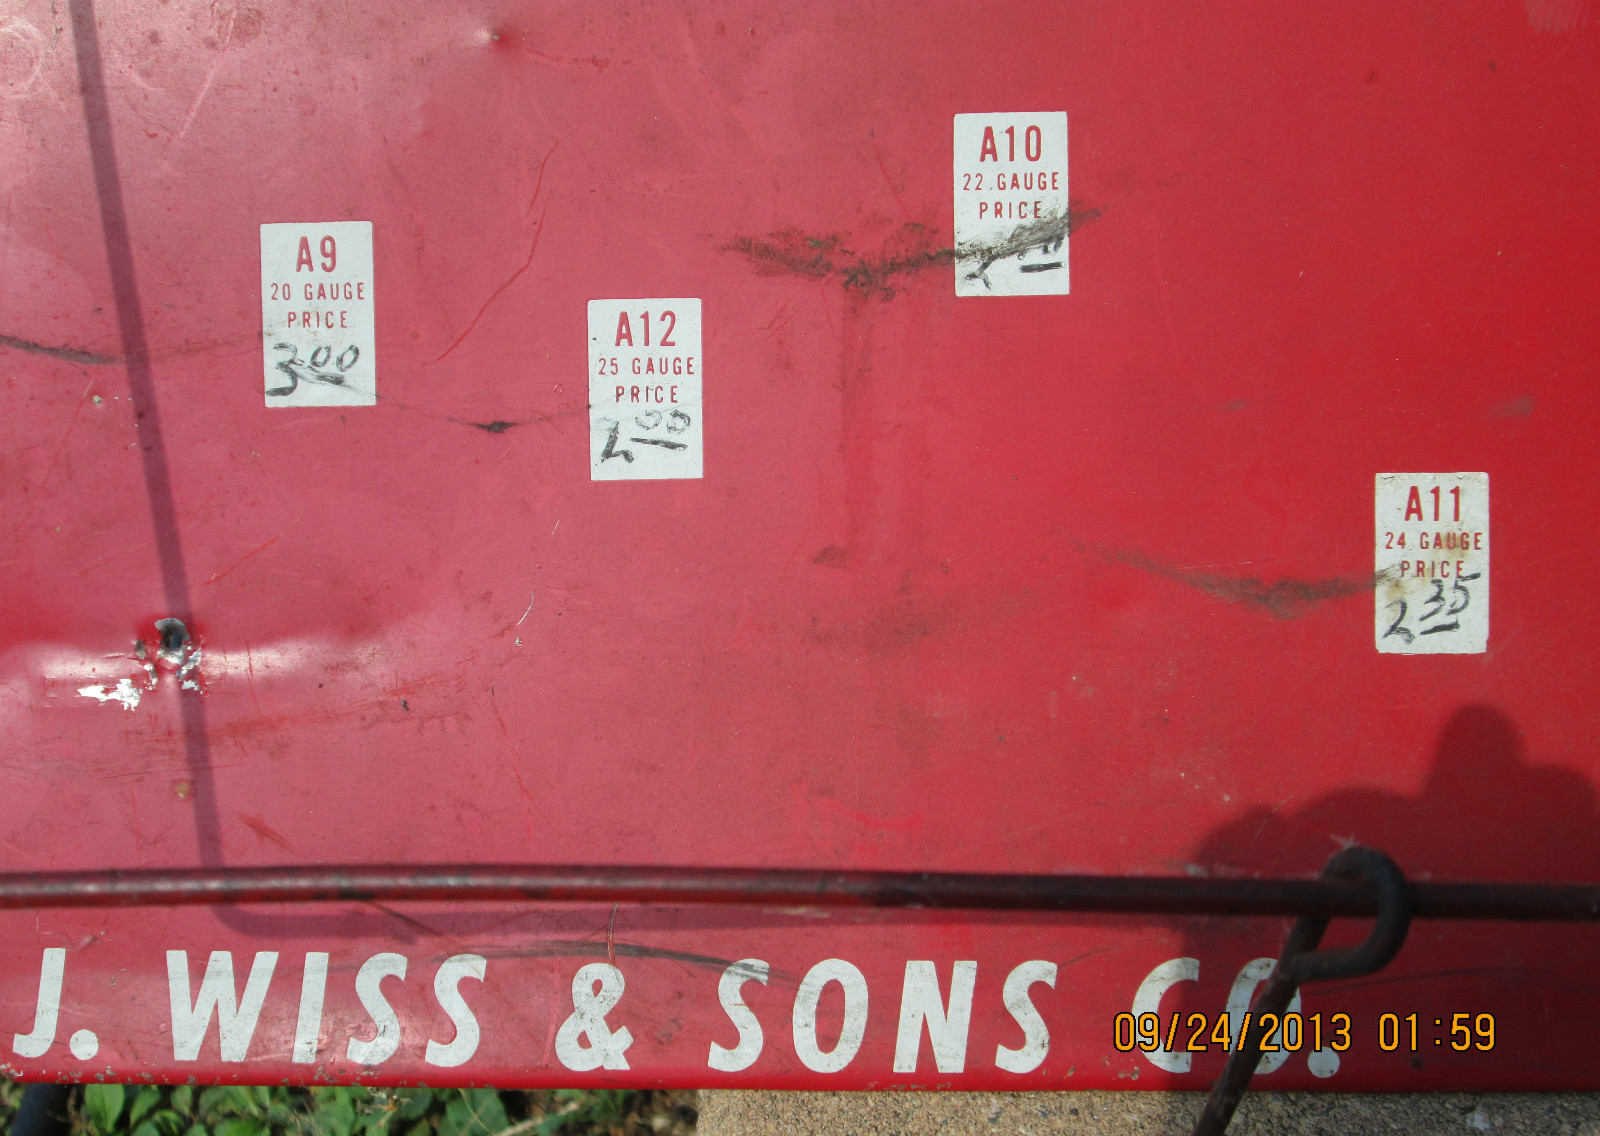 A10
22 GAUGE
PRICE
A9
20 GAUGE
PRICE
3.00
A12
25 GAUGE
PRICE
2 00
A11
24 GAUGE
PRICE
2 35
J. WISS & SONS CO.
09/24/2013 01:59